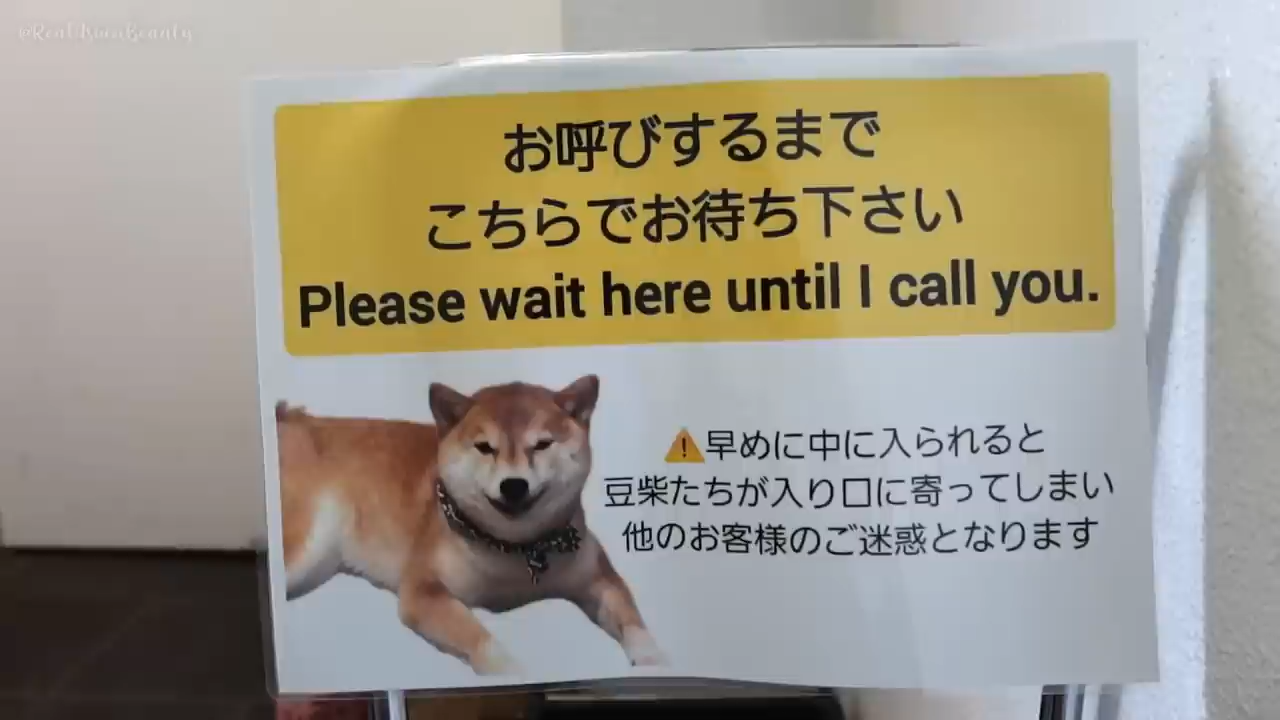 @RealAsianBeauty
お呼びするまで
こちらでお待ち下さい
Please wait here until I call you.
⚠早めに中に入られると
豆柴たちが入り口に寄ってしまい
他のお客様のご迷惑となります